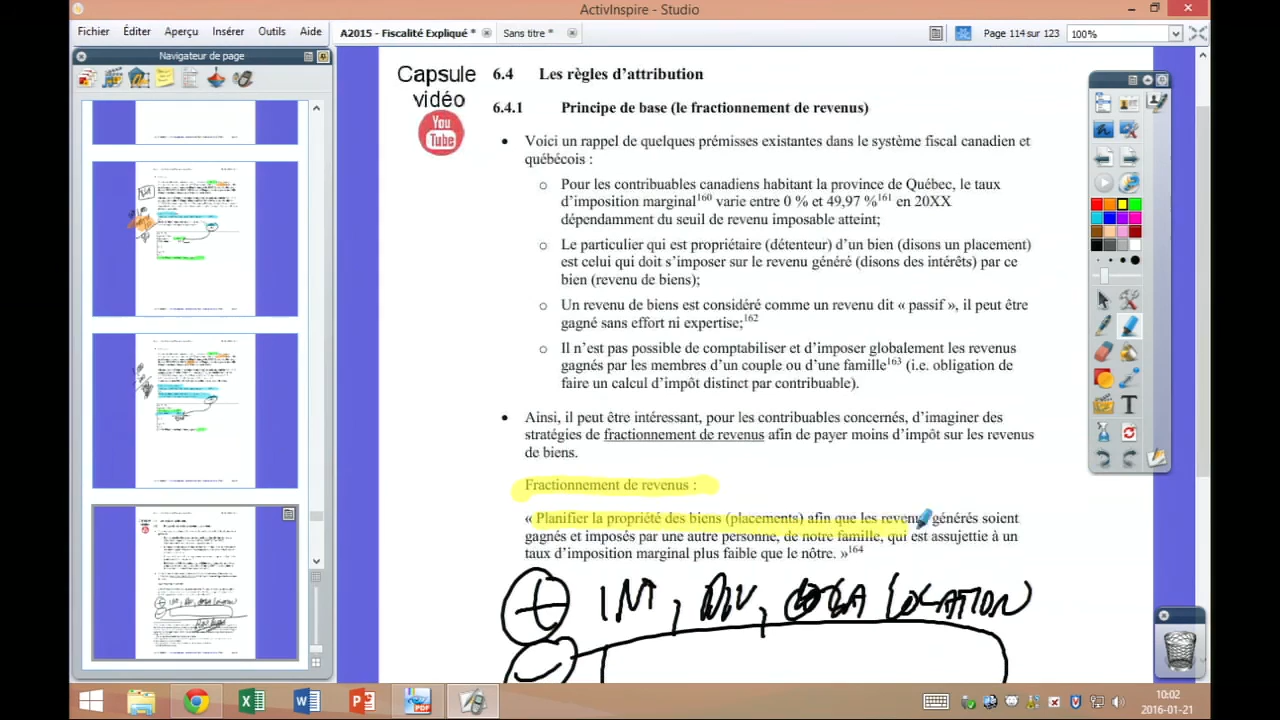 ActivInspire - Studio
Fichier Éditer Aperçu Insérer Outils Aide
A2015 - Fiscalité Expliqué *
Sans titre *
Page 114 sur 123
100%
Navigateur de page
Capsule
vidéo
You
Tube
6.4 Les règles d'attribution
6.4.1 Principe de base (le fractionnement de revenus)
• Voici un rappel de quelques prémisses existantes dans le système fiscal canadien et
québécois :
o Pour les contribuables canadiens habitant la province de Québec, le taux
d'imposition marginal160 varie entre 0 % et 49,97 %161 en 20XX
dépendamment du seuil de revenu imposable atteint;
o Le particulier qui est propriétaire (détenteur) d'un bien (disons un placement)
est celui qui doit s'imposer sur le revenu généré (disons des intérêts) par ce
bien (revenu de biens);
o Un revenu de biens est considéré comme un revenu dit « passif », il peut être
gagné sans effort ni expertise;162
o Il n'est pas possible de comptabiliser et d'imposer globalement les revenus
gagnés par les membres d'un couple ou d'une famille163 (i.e. obligation de
faire un calcul d'impôt distinct par contribuable).
• Ainsi, il peut être intéressant, pour les contribuables concernés, d'imaginer des
stratégies de fractionnement de revenus afin de payer moins d'impôt sur les revenus
de biens.
Fractionnement de revenus :
« Planifier la propriété des biens (placements) afin que les revenus générés soient
gagnés et imposés par une autre personne, de notre famille, qui est assujettie à un
taux d'imposition marginal plus faible que le nôtre. »164
+ INT, DIV, LOCATION
10:02
2016-01-21